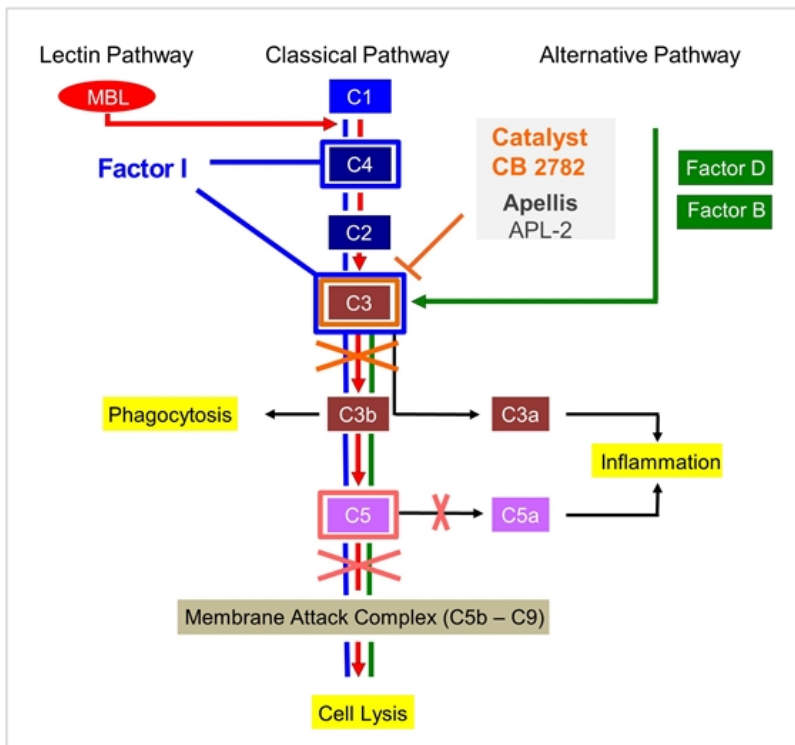 Lectin Pathway
Classical Pathway
Alternative Pathway
MBL
C1
Factor I
C4
Catalyst
CB 2782
Apellis
APL-2
Factor D
Factor B
C2
C3
Phagocytosis
C3b
C3a
Inflammation
C5
C5a
Membrane Attack Complex (C5b – C9)
Cell Lysis